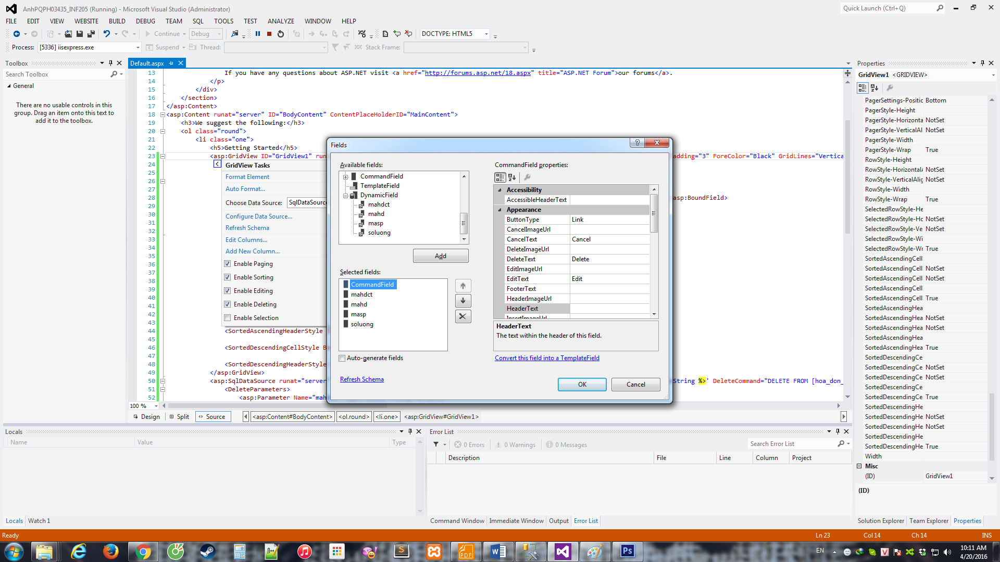 AnhPQPH03435_INF205 (Running) - Microsoft Visual Studio (Administrator)
Quick Launch (Ctrl+Q)
FILE EDIT VIEW WEBSITE BUILD DEBUG TEAM SQL TOOLS TEST ANALYZE WINDOW HELP
Continue Debug DOCTYPE: HTML5
Process: [5336] iisexpress.exe Suspend Thread: Stack Frame:
Toolbox
Search Toolbox
General
There are no usable controls in this
group. Drag an item onto this text to
add it to the toolbox.
Default.aspx
13 If you have any questions about ASP.NET visit <a href="http://forums.asp.net/18.aspx" title="ASP.NET Forum">our forums</a>.
14 </p>
15 </div>
16 </section>
17 </asp:Content>
18 <asp:Content runat="server" ID="BodyContent" ContentPlaceHolderID="MainContent">
19 <h3>We suggest the following:</h3>
20 <ol class="round">
21 <li class="one">
22 <h5>Getting Started</h5>
23 <asp:GridView ID="GridView1" run adding="3" ForeColor="Black" GridLines="Vertica
24
25
26
27
28 asp:BoundField>
29
30
31
32
33
34
35
36
37
38
39
40
41
42
43
44 <SortedAscendingHeaderStyle
45
46 <SortedDescendingCellStyle B
47
48 <SortedDescendingHeaderStyle
49 </asp:GridView>
50 <asp:SqlDataSource runat="server String %>' DeleteCommand="DELETE FROM [hoa_don_
51 <DeleteParameters>
52 <asp:Parameter Name="mah
GridView Tasks
Format Element
Auto Format...
Choose Data Source: SqlDataSourc
Configure Data Source...
Refresh Schema
Edit Columns...
Add New Column...
Enable Paging
Enable Sorting
Enable Editing
Enable Deleting
Enable Selection
Fields
Available fields:
CommandField
TemplateField
DynamicField
mahdct
mahd
masp
soluong
Add
Selected fields:
CommandField
mahdct
mahd
masp
soluong
Auto-generate fields
Refresh Schema
CommandField properties:
Accessibility
AccessibleHeaderText
Appearance
ButtonType Link
CancelImageUrl
CancelText Cancel
DeleteImageUrl
DeleteText Delete
EditImageUrl
EditText Edit
FooterText
HeaderImageUrl
HeaderText
InsertImageUrl
HeaderText
The text within the header of this field.
Convert this field into a TemplateField
OK Cancel
100 %
Design Split Source <asp:Content#BodyContent> <ol.round> <li.one> <asp:GridView#GridView1>
Properties
GridView1 <GRIDVIEW>
PagerSettings-Positic Bottom
PagerStyle-Height
PagerStyle-Horizonta NotSet
PagerStyle-VerticalAl NotSet
PagerStyle-Width
PagerStyle-Wrap True
RowStyle-Height
RowStyle-HorizontalA NotSet
RowStyle-VerticalAlig NotSet
RowStyle-Width
RowStyle-Wrap True
SelectedRowStyle-He
SelectedRowStyle-Ho NotSet
SelectedRowStyle-Ve NotSet
SelectedRowStyle-Wi
SelectedRowStyle-Wr True
SortedAscendingCell
SortedAscendingCell NotSet
SortedAscendingCell NotSet
SortedAscendingCell
SortedAscendingCell True
SortedAscendingHea
SortedAscendingHea NotSet
SortedAscendingHea NotSet
SortedAscendingHea
SortedAscendingHea True
SortedDescendingCe
SortedDescendingCe NotSet
SortedDescendingCe NotSet
SortedDescendingCe
SortedDescendingCe True
SortedDescendingHe
SortedDescendingHe NotSet
SortedDescendingHe NotSet
SortedDescendingHe
SortedDescendingHe True
Width
Misc
(ID) GridView1
(ID)
Solution Explorer Team Explorer Properties
Locals
Name Value Type
Locals Watch 1
Error List
0 Errors 0 Warnings 0 Messages
Search Error List
Description File Line Column Project
Command Window Immediate Window Output Error List
Ready Ln 23 Col 14 Ch 14 INS
EN
10:11 AM
4/20/2016